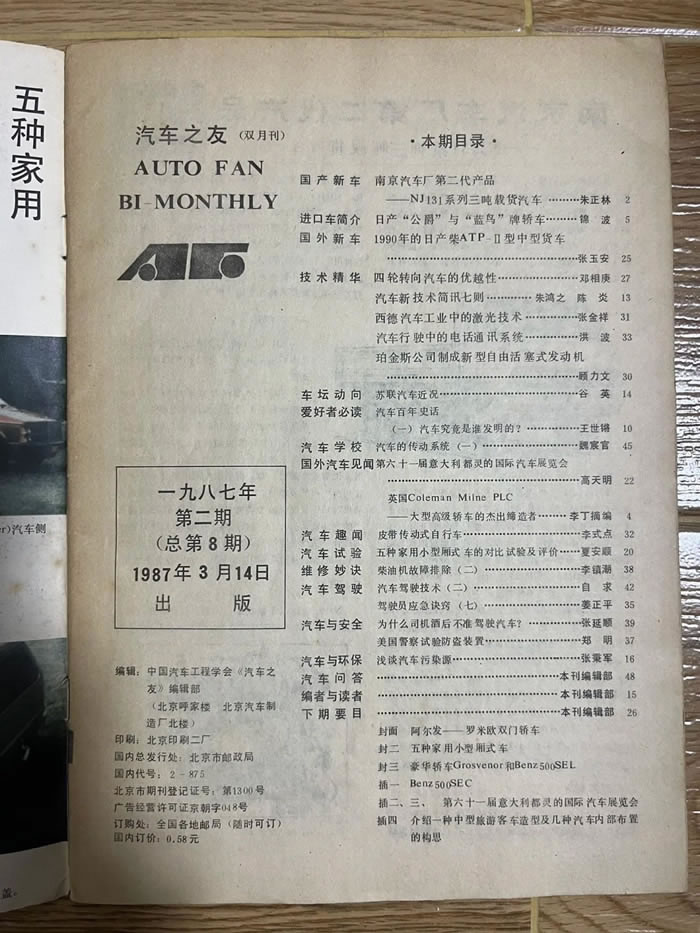 五种家用
er)汽车侧
盖。
汽车之友（双月刊）
AUTO FAN
BI-MONTHLY
一九八七年
第二期
（总第8期）
1987年3月14日
出 版
编辑：中国汽车工程学会《汽车之
友》编辑部
（北京呼家楼 北京汽车制
造厂北楼）
印刷：北京印刷二厂
国内总发行处：北京市邮政局
国内代号：2－875
北京市期刊登记证号：第1300号
广告经营许可证京朝字048号
订购处：全国各地邮局（随时可订）
国内订价：0.58元
·本期目录·
国产新车 南京汽车厂第二代产品
——NJ131系列三吨载货汽车………朱正林 2
进口车简介 日产“公爵”与“蓝鸟”牌轿车………锦 波 5
国外新车 1990年的日产柴ATP-Ⅱ型中型货车
………张玉安 25
技术精华 四轮转向汽车的优越性………邓相庚 27
汽车新技术简讯七则………朱鸿之 陈 炎 13
西德汽车工业中的激光技术………张金祥 31
汽车行驶中的电话通讯系统………洪 波 33
珀金斯公司制成新型自由活塞式发动机
………顾力文 30
车坛动向 苏联汽车近况………谷 英 14
爱好者必读 汽车百年史话
（一）汽车究竟是谁发明的？………王世锵 10
汽车学校 汽车的传动系统（一）………魏宸官 45
国外汽车见闻 第六十一届意大利都灵的国际汽车展览会
………高天明 22
英国Coleman Milne PLC
——大型高级轿车的杰出缔造者………李丁摘编 4
汽车趣闻 皮带传动式自行车………李式点 32
汽车试验 五种家用小型厢式车的对比试验及评价……夏安顺 20
维修妙诀 柴油机故障排除（二）………李镇潮 38
汽车驾驶 汽车驾驶技术（二）………自 求 42
驾驶员应急诀窍（七）………姜正平 35
汽车与安全 为什么司机酒后不准驾驶汽车？………张延顺 39
美国警察试验防盗装置………郑 明 37
汽车与环保 浅谈汽车污染源………张秉军 16
汽车问答………本刊编辑部 48
编者与读者………本刊编辑部 15
下期要目………本刊编辑部 26
封面 阿尔发——罗米欧双门轿车
封二 五种家用小型厢式车
封三 豪华轿车Grosvenor和Benz500SEL
插一 Benz500SEC
插二、三、 第六十一届意大利都灵的国际汽车展览会
插四 介绍一种中型旅游客车造型及几种汽车内部布置
的构思